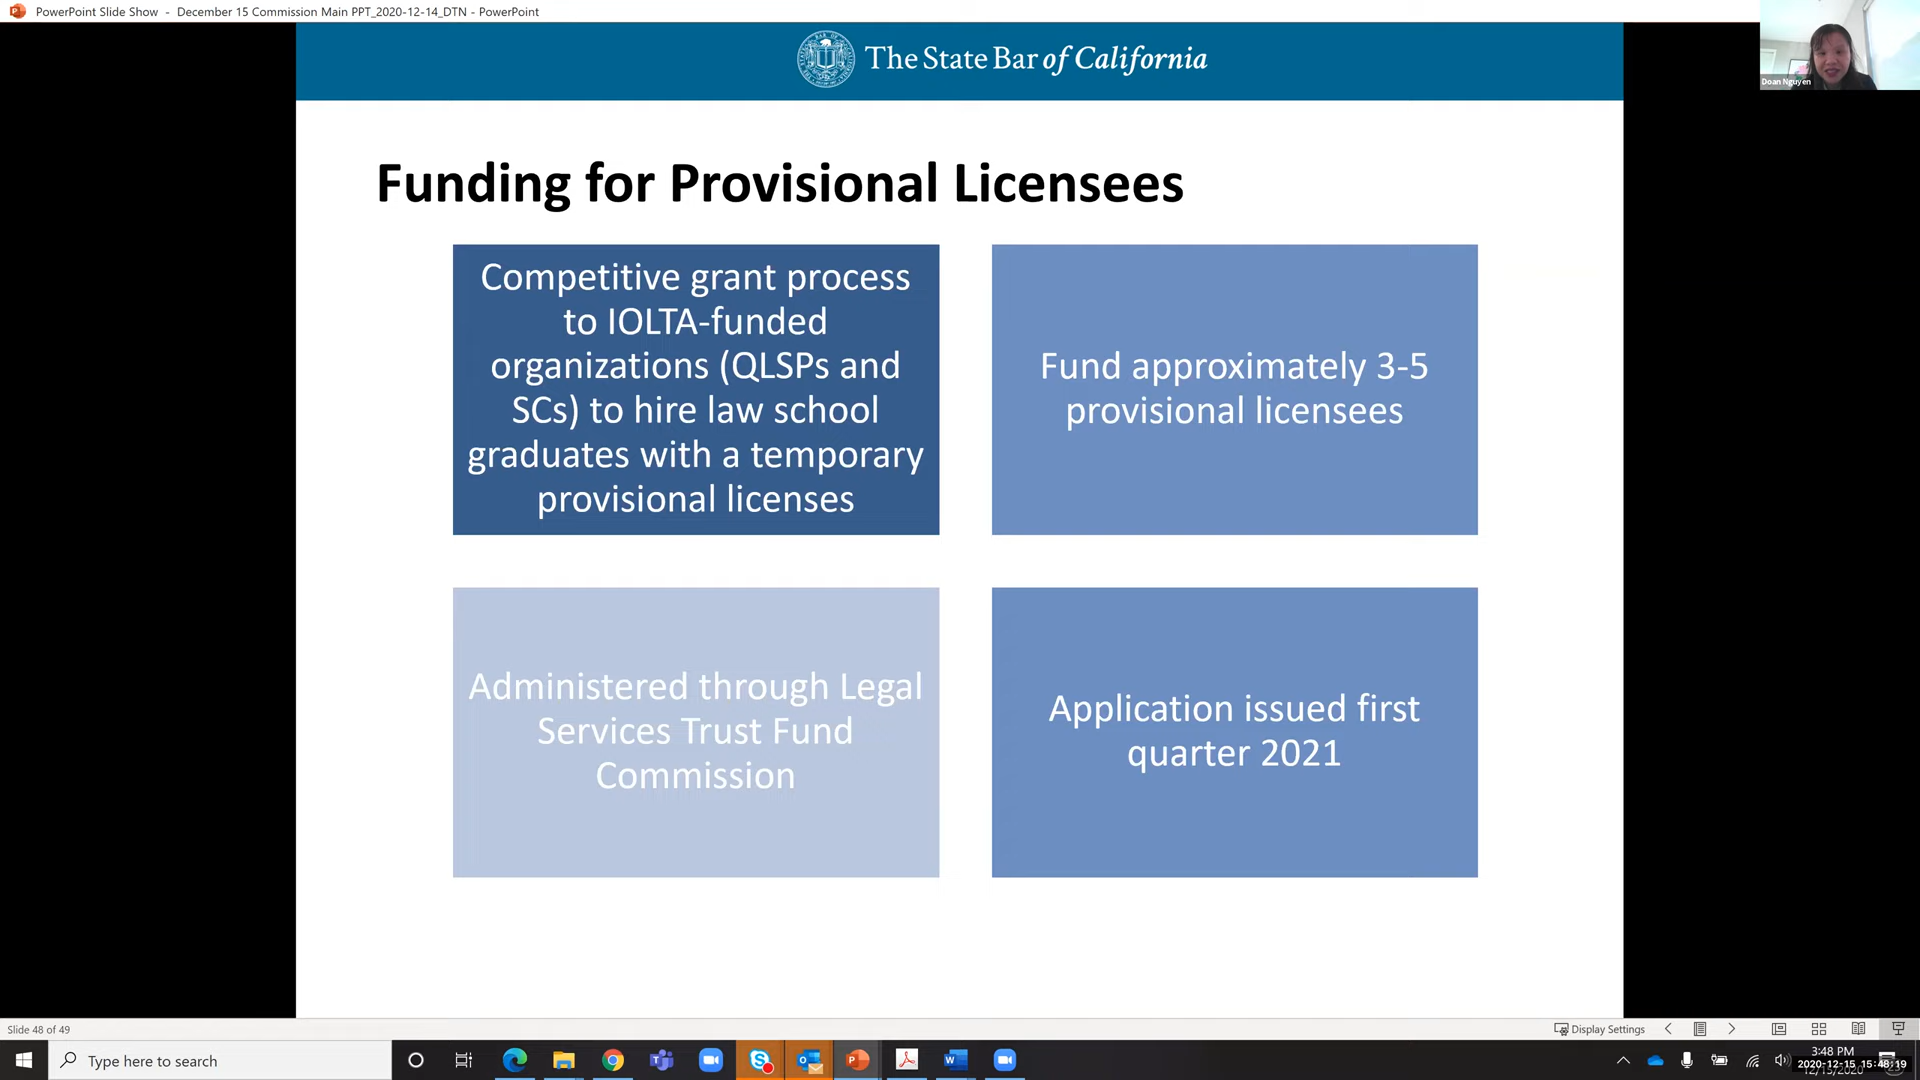 PowerPoint Slide Show - December 15 Commission Main PPT_2020-12-14_DTN - PowerPoint
The State Bar of California
Doan Nguyen
Funding for Provisional Licensees
Competitive grant process
to IOLTA-funded
organizations (QLSPs and
SCs) to hire law school
graduates with a temporary
provisional licenses
Fund approximately 3-5
provisional licensees
Administered through Legal
Services Trust Fund
Commission
Application issued first
quarter 2021
Slide 48 of 49
Display Settings
Type here to search
3:48 PM
2020-12-15 15:48:19